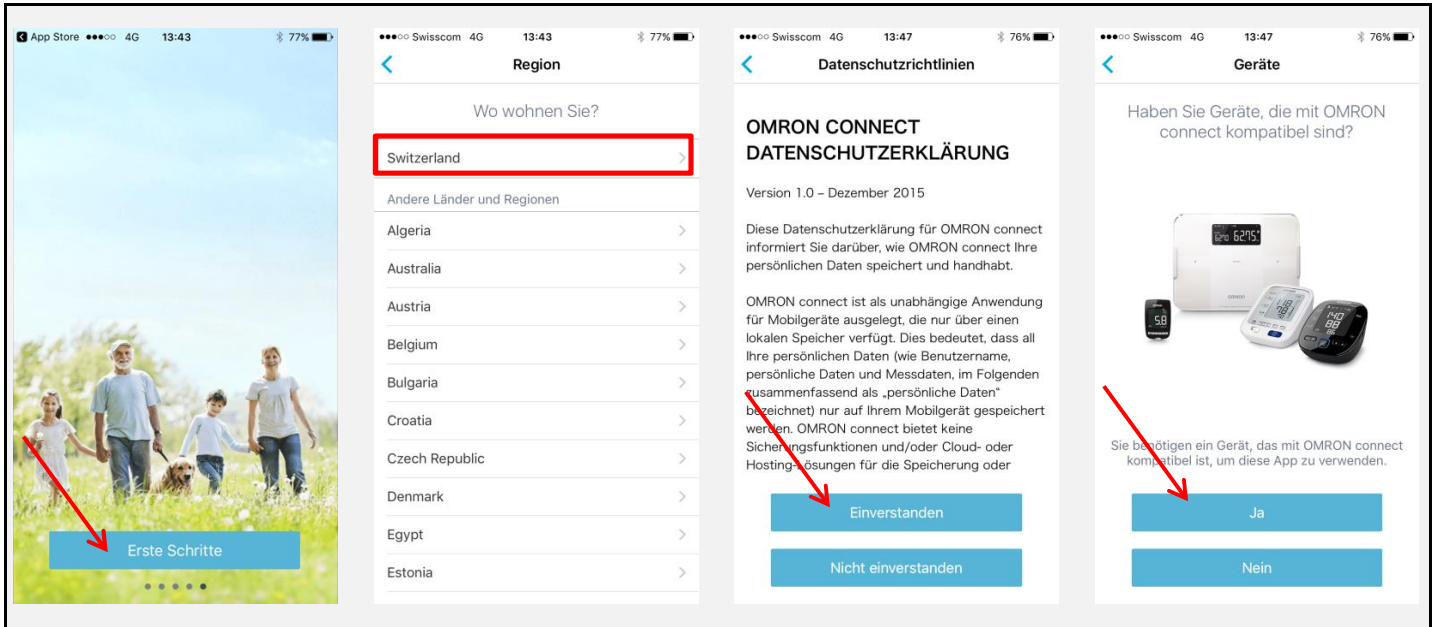 App Store 4G 13:43 77%
Erste Schritte
Swisscom 4G 13:43 77%
Region
Wo wohnen Sie?
Switzerland
Andere Länder und Regionen
Algeria
Australia
Austria
Belgium
Bulgaria
Croatia
Czech Republic
Denmark
Egypt
Estonia
Swisscom 4G 13:47 76%
Datenschutzrichtlinien
OMRON CONNECT
DATENSCHUTZERKLÄRUNG
Version 1.0 – Dezember 2015
Diese Datenschutzerklärung für OMRON connect
informiert Sie darüber, wie OMRON connect Ihre
persönlichen Daten speichert und handhabt.
OMRON connect ist als unabhängige Anwendung
für Mobilgeräte ausgelegt, die nur über einen
lokalen Speicher verfügt. Dies bedeutet, dass all
Ihre persönlichen Daten (wie Benutzername,
persönliche Daten und Messdaten, im Folgenden
zusammenfassend als „persönliche Daten“
bezeichnet) nur auf Ihrem Mobilgerät gespeichert
werden. OMRON connect bietet keine
Sicherungsfunktionen und/oder Cloud- oder
Hosting-Lösungen für die Speicherung oder
Einverstanden
Nicht einverstanden
Swisscom 4G 13:47 76%
Geräte
Haben Sie Geräte, die mit OMRON
connect kompatibel sind?
62.75
OMRON
5.8
140
88
Sie benötigen ein Gerät, das mit OMRON connect
kompatibel ist, um diese App zu verwenden.
Ja
Nein